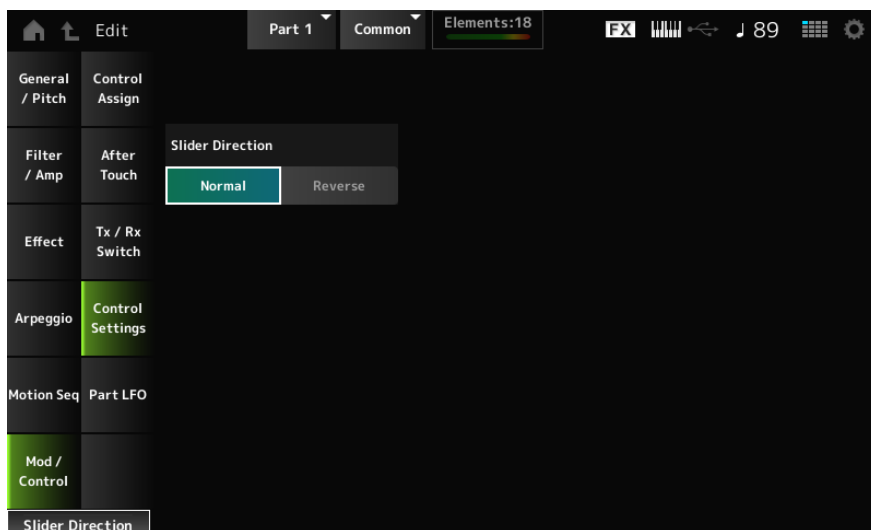 Edit
Part 1
Common
Elements:18
FX
♩ 89
General
/ Pitch
Control
Assign
Filter
/ Amp
After
Touch
Slider Direction
Normal
Reverse
Effect
Tx / Rx
Switch
Arpeggio
Control
Settings
Motion Seq
Part LFO
Mod /
Control
Slider Direction